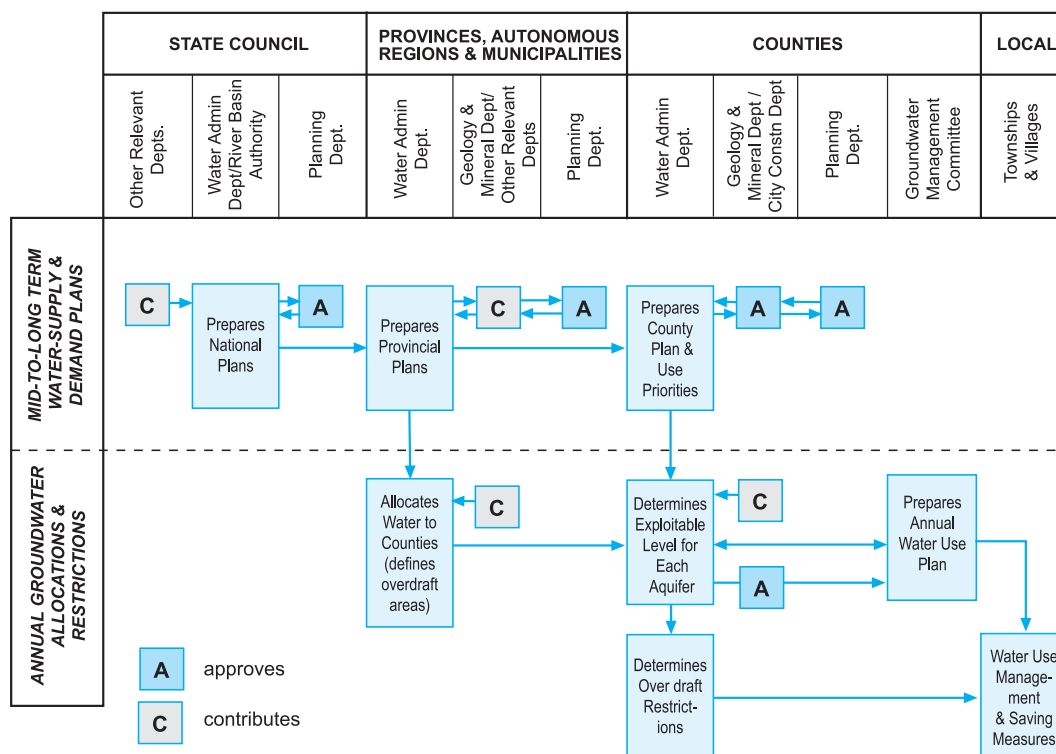 STATE COUNCIL
PROVINCES, AUTONOMOUS
REGIONS & MUNICIPALITIES
COUNTIES
LOCAL
Other Relevant
Depts.
Water Admin
Dept/River Basin
Authority
Planning
Dept.
Water Admin
Dept.
Geology &
Mineral Dept/
Other Relevant
Depts
Planning
Dept.
Water Admin
Dept.
Geology &
Mineral Dept /
City Constn Dept
Planning
Dept.
Groundwater
Management
Committee
Townships
& Villages
MID-TO-LONG TERM
WATER-SUPPLY &
DEMAND PLANS
C
Prepares
National
Plans
A
Prepares
Provincial
Plans
C
A
Prepares
County
Plan &
Use
Priorities
A
A
ANNUAL GROUNDWATER
ALLOCATIONS &
RESTRICTIONS
Allocates
Water to
Counties
(defines
overdraft
areas)
C
Determines
Exploitable
Level for
Each
Aquifer
C
A
Prepares
Annual
Water Use
Plan
Determines
Over draft
Restrict-
ions
Water Use
Manage-
ment
& Saving
Measures
A approves
C contributes